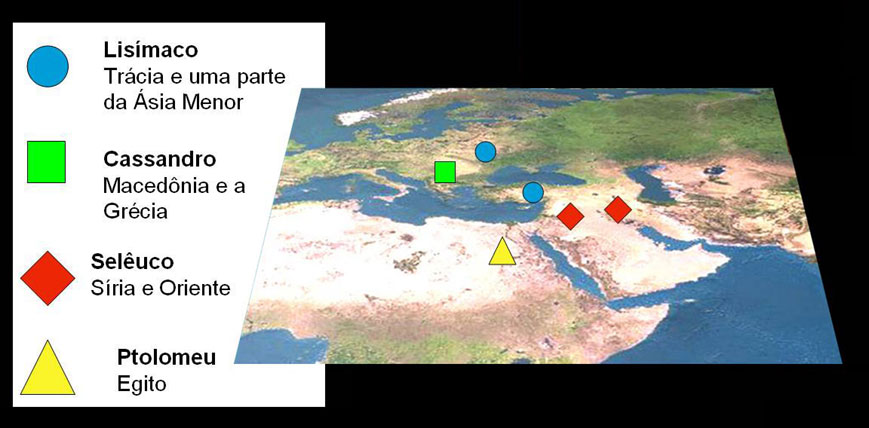 Lisímaco
Trácia e uma parte
da Ásia Menor
Cassandro
Macedônia e a
Grécia
Selêuco
Síria e Oriente
Ptolomeu
Egito